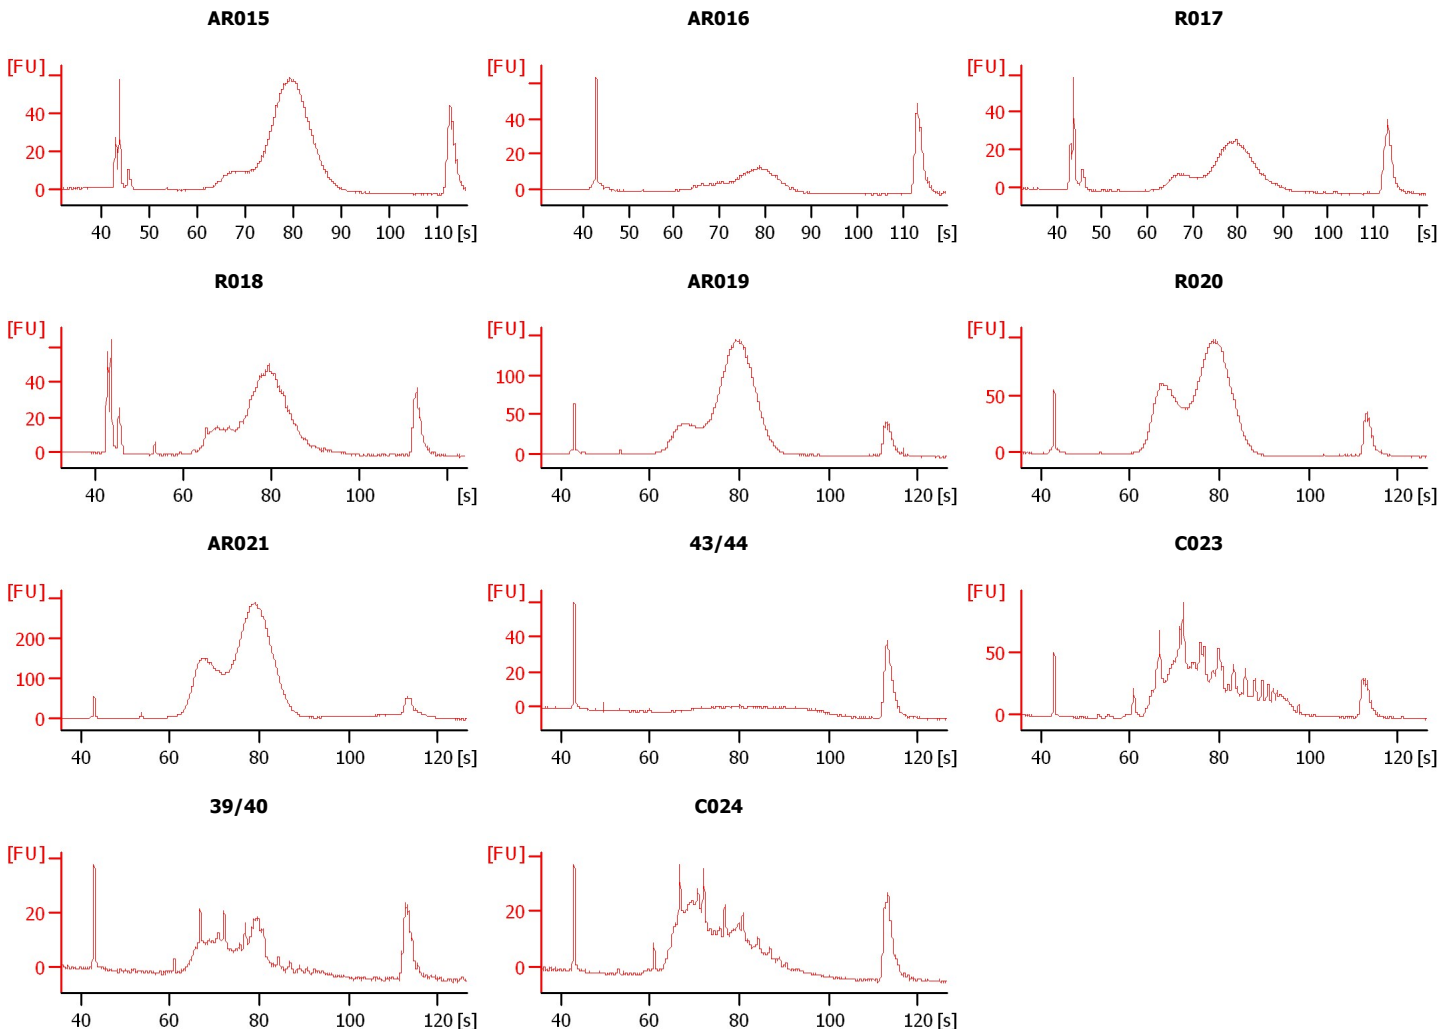 AR015 AR016 R017
[FU] [FU] [FU]
40 40 40
20 20 20
0 0 0
40 50 60 70 80 90 100 110 [s] 40 50 60 70 80 90 100 110 [s] 40 50 60 70 80 90 100 110 [s]
R018 AR019 R020
[FU] [FU] [FU]
40 100 50
20 50 0
0 0
40 60 80 100 [s] 40 60 80 100 120 [s] 40 60 80 100 120 [s]
AR021 43/44 C023
[FU] [FU] [FU]
200 40 50
100 20 0
0 0
40 60 80 100 120 [s] 40 60 80 100 120 [s] 40 60 80 100 120 [s]
39/40 C024
[FU] [FU]
20 20
0 0
40 60 80 100 120 [s] 40 60 80 100 120 [s]